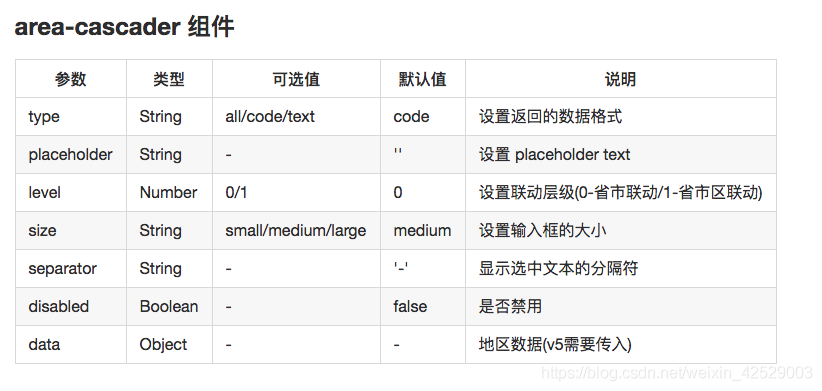 area-cascader 组件
参数 类型 可选值 默认值 说明
type String all/code/text code 设置返回的数据格式
placeholder String - '' 设置 placeholder text
level Number 0/1 0 设置联动层级(0-省市联动/1-省市区联动)
size String small/medium/large medium 设置输入框的大小
separator String - '-' 显示选中文本的分隔符
disabled Boolean - false 是否禁用
data Object - - 地区数据(v5需要传入)
https://blog.csdn.net/weixin_42529003